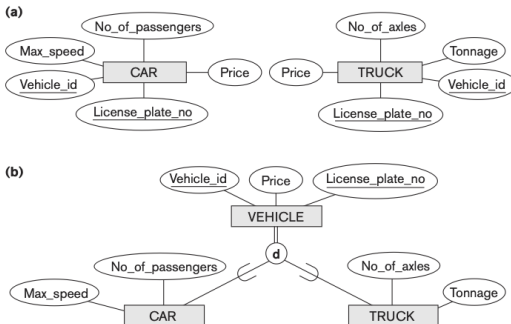 (a)
No_of_passengers
No_of_axles
Max_speed
Tonnage
CAR
Price
Price
TRUCK
Vehicle_id
Vehicle_id
License_plate_no
License_plate_no
(b)
Vehicle_id
Price
License_plate_no
VEHICLE
d
No_of_passengers
No_of_axles
Max_speed
Tonnage
CAR
TRUCK